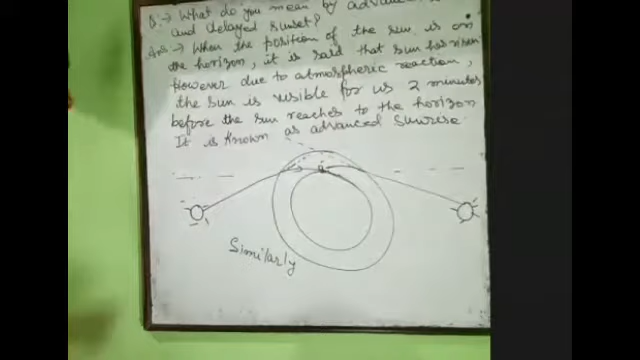 Q:→ What do you mean by advance
and delayed sunset?
Ans:→ When the position of the sun is on
the horizon, it is said that sun has risen
However due to atmospheric reaction,
the sun is visible for us 2 minutes
before the sun reaches to the horizon
It is known as advanced sunrise.
Similarly